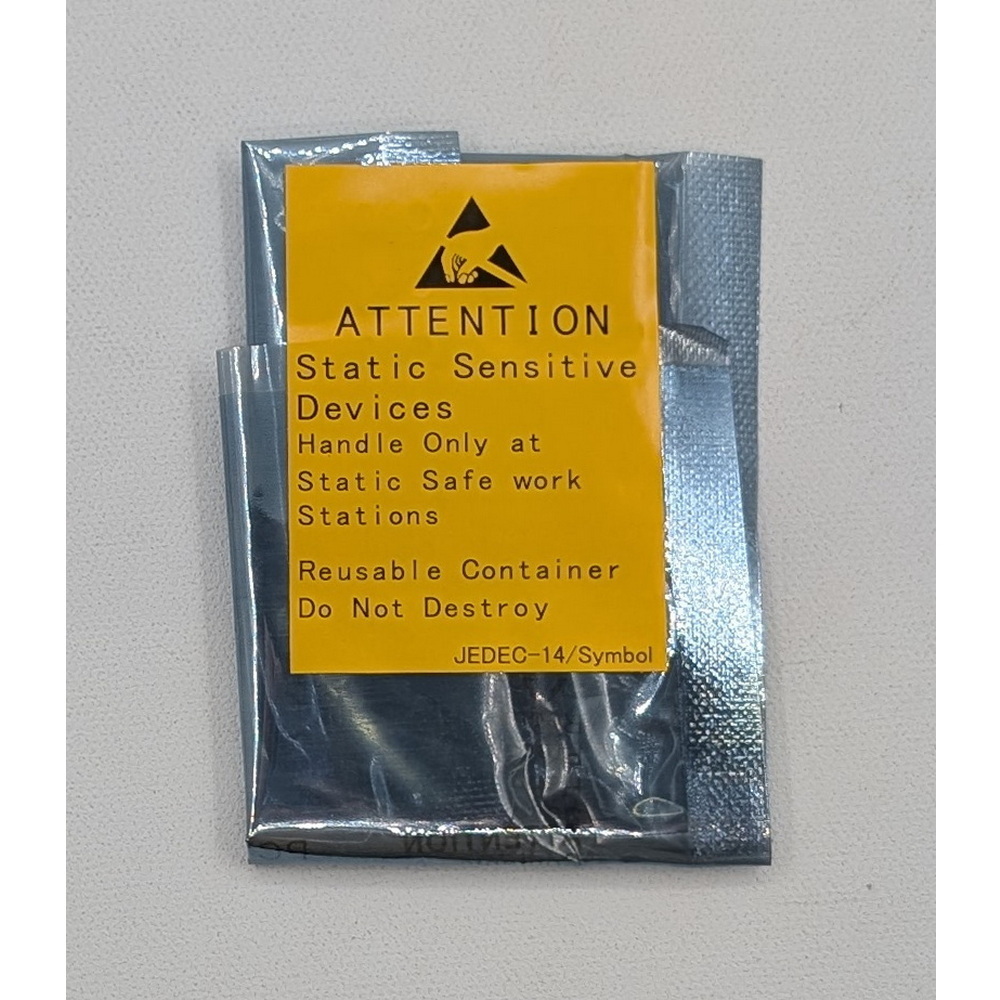 ATTENTION
Static Sensitive
Devices
Handle Only at
Static Safe work
Stations
Reusable Container
Do Not Destroy
JEDEC-14/Symbol